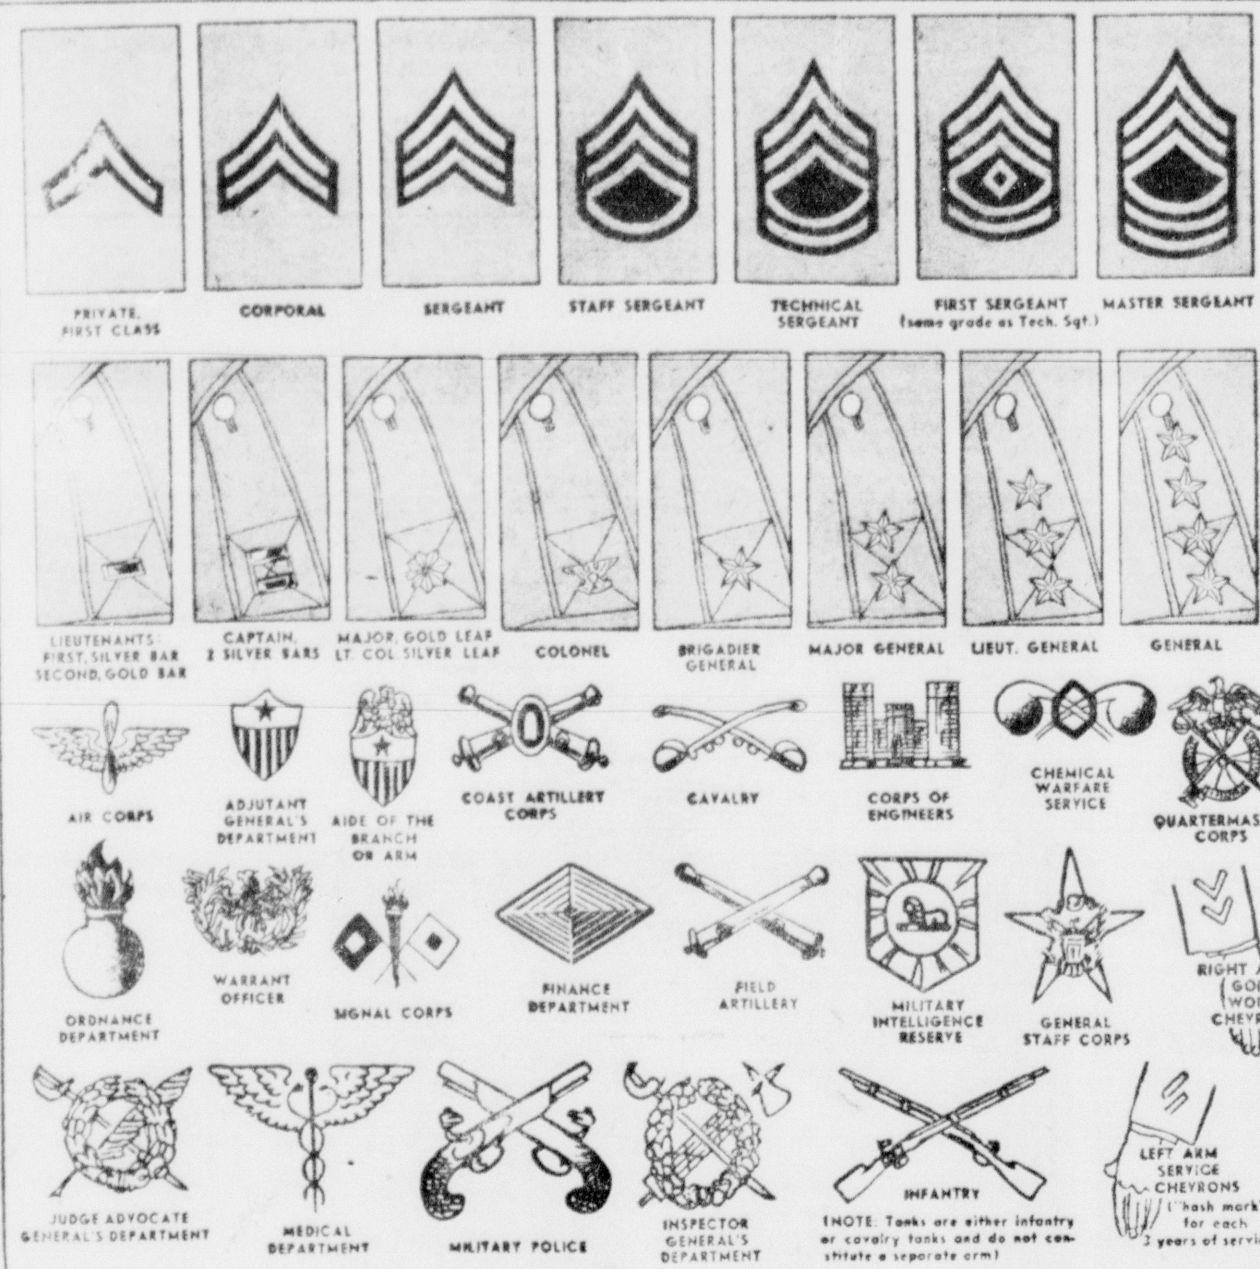 PRIVATE,
FIRST CLASS
CORPORAL
SERGEANT
STAFF SERGEANT
TECHNICAL
SERGEANT
FIRST SERGEANT
(same grade as Tech. Sgt.)
MASTER SERGEANT
LIEUTENANTS:
FIRST, SILVER BAR
SECOND, GOLD BAR
CAPTAIN,
2 SILVER BARS
MAJOR, GOLD LEAF
LT. COL. SILVER LEAF
COLONEL
BRIGADIER
GENERAL
MAJOR GENERAL
LIEUT. GENERAL
GENERAL
AIR CORPS
ADJUTANT
GENERAL'S
DEPARTMENT
AIDE OF THE
BRANCH
OR ARM
COAST ARTILLERY
CORPS
CAVALRY
CORPS OF
ENGINEERS
CHEMICAL
WARFARE
SERVICE
QUARTERMAS
CORPS
ORDNANCE
DEPARTMENT
WARRANT
OFFICER
SIGNAL CORPS
FINANCE
DEPARTMENT
FIELD
ARTILLERY
MILITARY
INTELLIGENCE
RESERVE
GENERAL
STAFF CORPS
RIGHT A
(GO
WO
CHEVR
JUDGE ADVOCATE
GENERAL'S DEPARTMENT
MEDICAL
DEPARTMENT
MILITARY POLICE
INSPECTOR
GENERAL'S
DEPARTMENT
INFANTRY
(NOTE: Tanks are either infantry
or cavalry tanks and do not con-
stitute a separate arm)
LEFT ARM
SERVICE
CHEVRONS
("hash mark
for each
3 years of servi